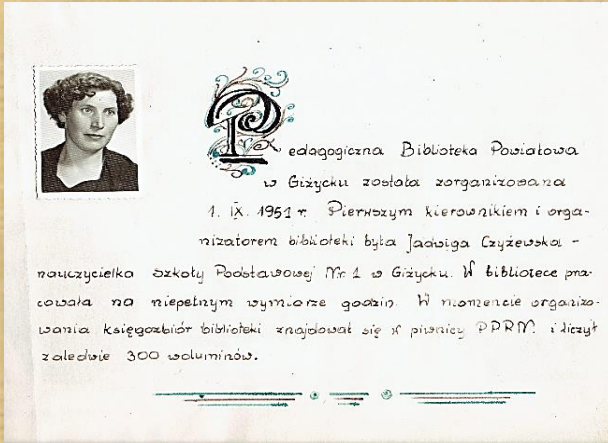 Pedagogiczna Biblioteka Powiatowa
w Giżycku została zorganizowana
1. IX. 1951 r. Pierwszym kierownikiem i orga-
nizatorem biblioteki była Jadwiga Czyżewska -
nauczycielka Szkoły Podstawowej Nr 1 w Giżycku. W bibliotece pra-
cowała na niepełnym wymiarze godzin. W momencie organizo-
wania księgozbiór biblioteki znajdował się w piwnicy PPRN. i liczył
zaledwie 300 woluminów.